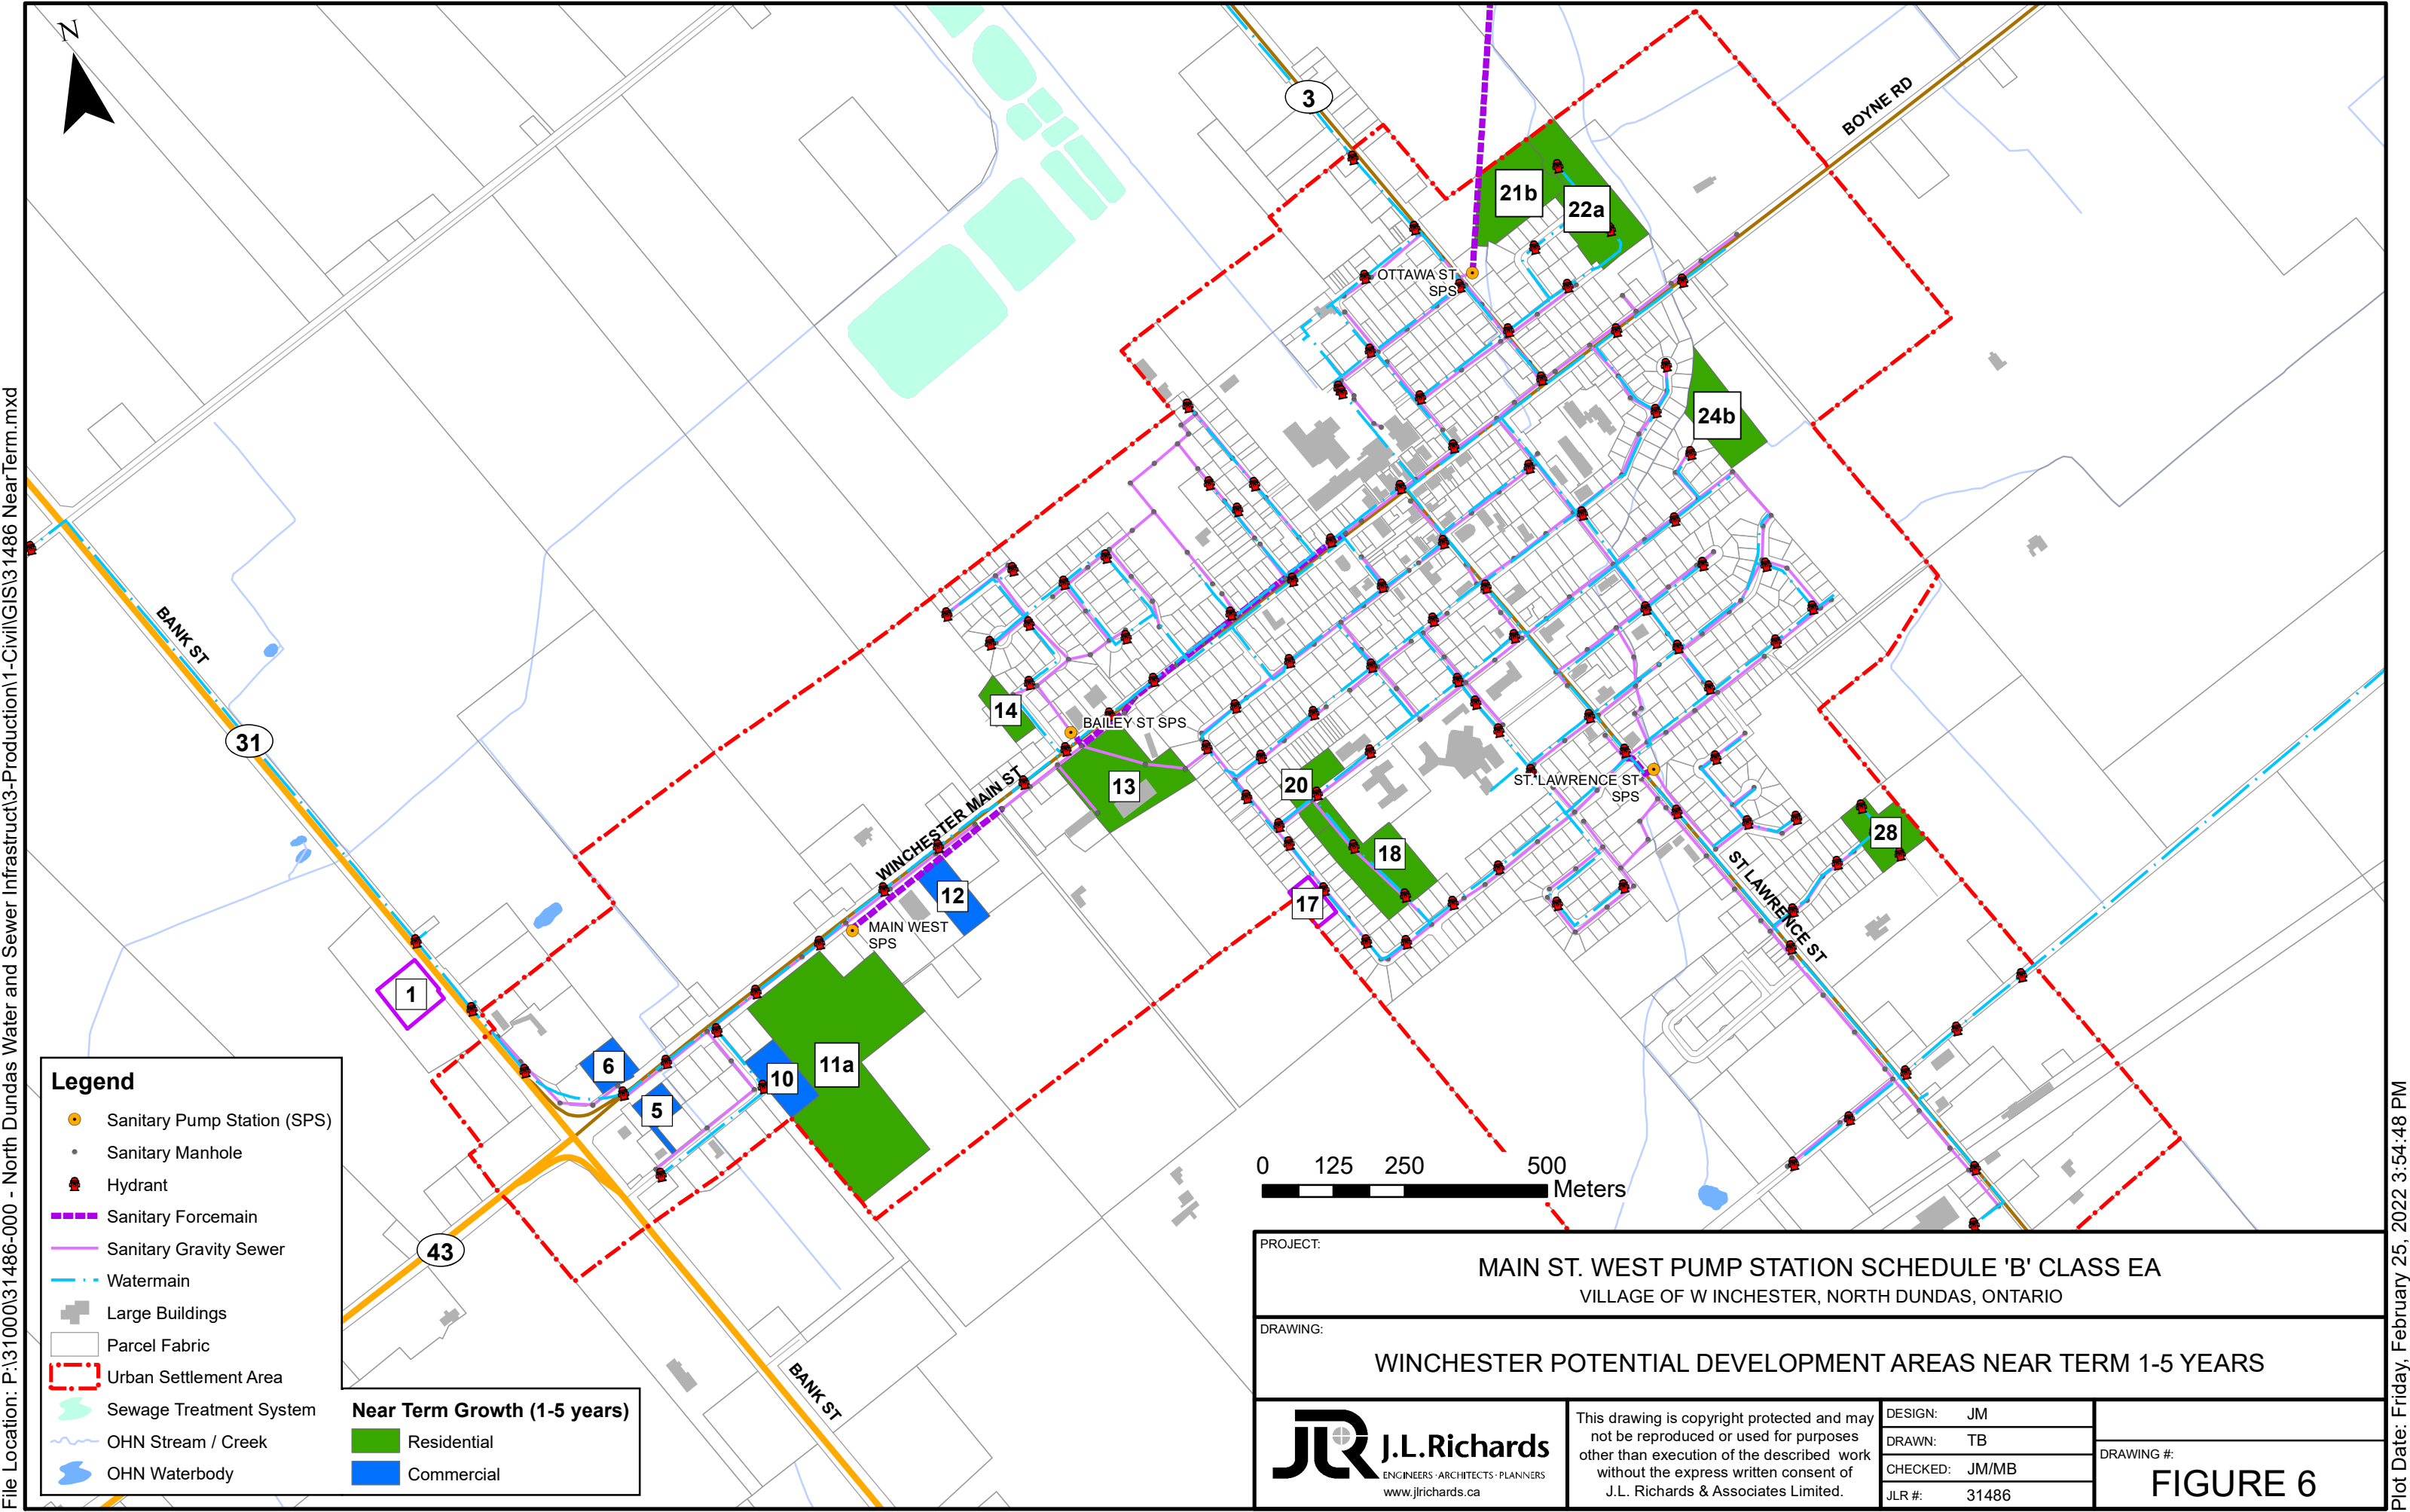 File Location: P:\31000\31486-000 - North Dundas Water and Sewer Infrastruct\3-Production\1-Civil\GIS\31486 NearTerm.mxd
N
3
BOYNE RD
21b
22a
OTTAWA ST
SPS
24b
BANK ST
31
14
BAILEY ST SPS
13
WINCHESTER MAIN ST
20
ST. LAWRENCE ST
SPS
18
28
12
17
ST LAWRENCE ST
MAIN WEST
SPS
1
6
10
11a
5
43
BANK ST
0 125 250 500
Meters
Legend
Sanitary Pump Station (SPS)
Sanitary Manhole
Hydrant
Sanitary Forcemain
Sanitary Gravity Sewer
Watermain
Large Buildings
Parcel Fabric
Urban Settlement Area
Sewage Treatment System
OHN Stream / Creek
OHN Waterbody
Near Term Growth (1-5 years)
Residential
Commercial
PROJECT:
MAIN ST. WEST PUMP STATION SCHEDULE 'B' CLASS EA
VILLAGE OF W INCHESTER, NORTH DUNDAS, ONTARIO
DRAWING:
WINCHESTER POTENTIAL DEVELOPMENT AREAS NEAR TERM 1-5 YEARS
JLR J.L.Richards
ENGINEERS · ARCHITECTS · PLANNERS
www.jlrichards.ca
This drawing is copyright protected and may
not be reproduced or used for purposes
other than execution of the described work
without the express written consent of
J.L. Richards & Associates Limited.
DESIGN: JM
DRAWN: TB
CHECKED: JM/MB
JLR #: 31486
DRAWING #:
FIGURE 6
Plot Date: Friday, February 25, 2022 3:54:48 PM